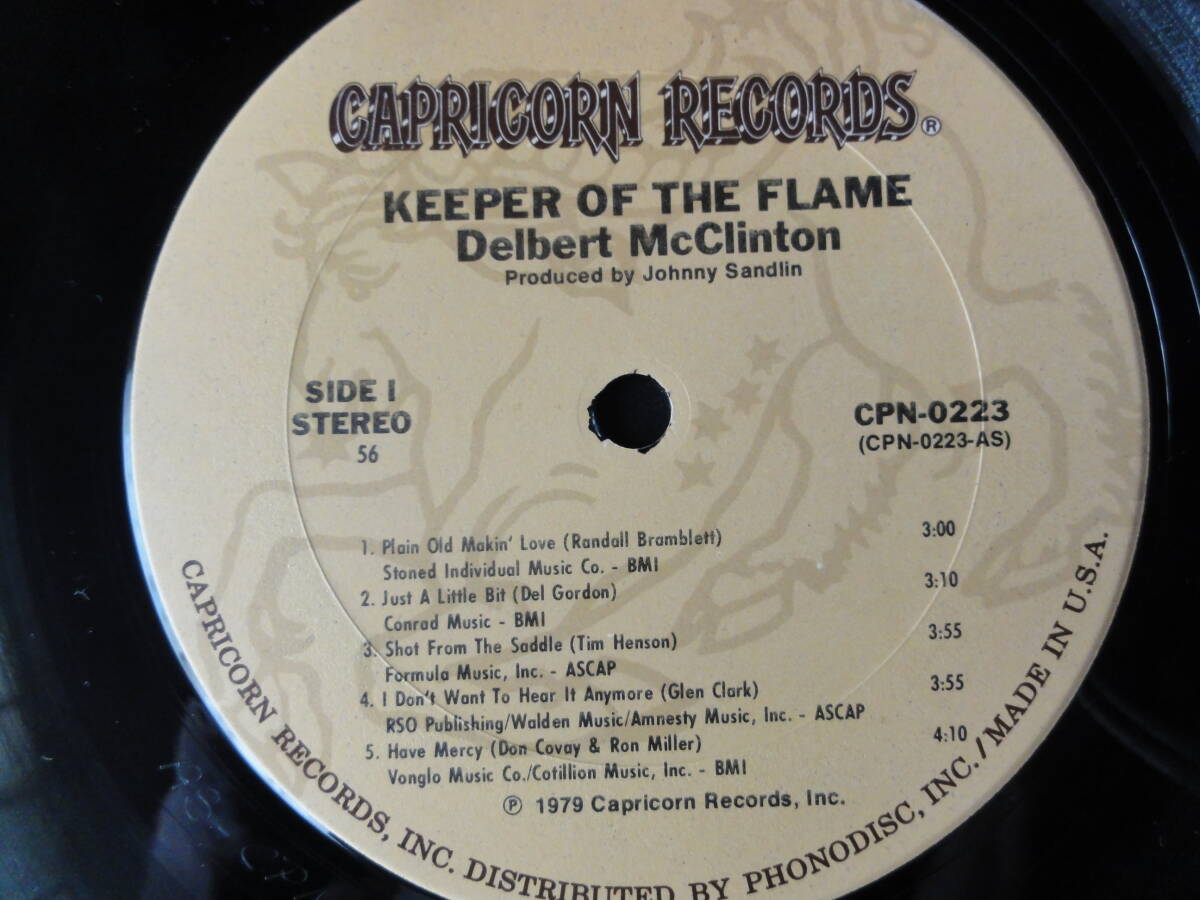 CAPRICORN RECORDS®
KEEPER OF THE FLAME
Delbert McClinton
Produced by Johnny Sandlin
SIDE I
STEREO
56
CPN-0223
(CPN-0223-AS)
1. Plain Old Makin' Love (Randall Bramblett) 3:00
Stoned Individual Music Co. - BMI
2. Just A Little Bit (Del Gordon) 3:10
Conrad Music - BMI
3. Shot From The Saddle (Tim Henson) 3:55
Formula Music, Inc. - ASCAP
4. I Don't Want To Hear It Anymore (Glen Clark) 3:55
RSO Publishing/Walden Music/Amnesty Music, Inc. - ASCAP
5. Have Mercy (Don Covay & Ron Miller) 4:10
Vonglo Music Co./Cotillion Music, Inc. - BMI
℗ 1979 Capricorn Records, Inc.
CAPRICORN RECORDS, INC. DISTRIBUTED BY PHONODISC, INC./MADE IN U.S.A.